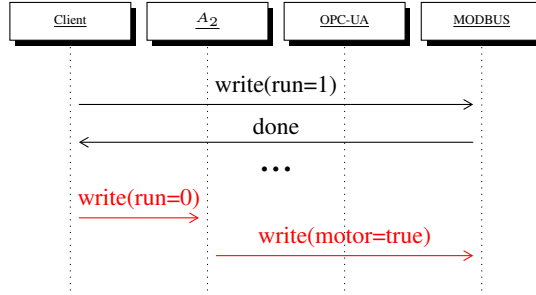 Client A₂ OPC-UA MODBUS
write(run=1)
done
...
write(run=0)
write(motor=true)